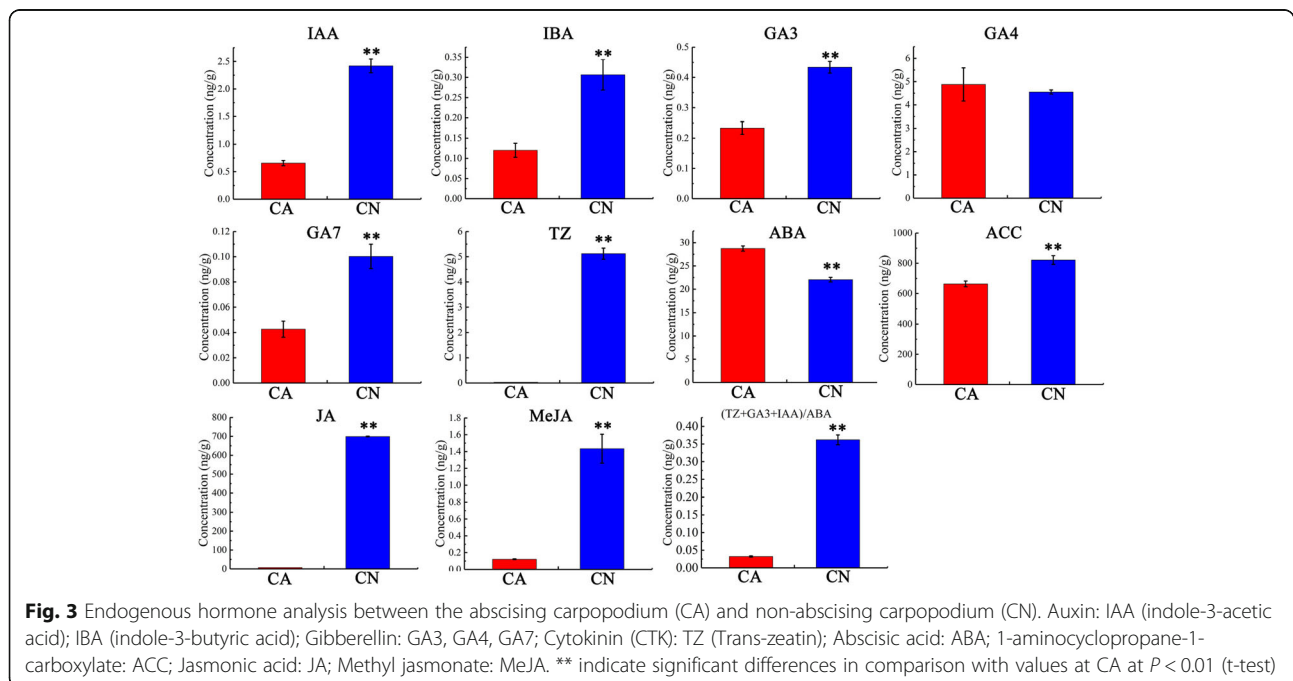 IAA
IBA
GA3
GA4
Concentration (ng/g)
2.5
2.0
1.5
1.0
0.5
0.0
**
CA
CN
Concentration (ng/g)
0.35
0.30
0.25
0.20
0.15
0.10
0.05
0.00
**
CA
CN
Concentration (ng/g)
0.5
0.4
0.3
0.2
0.1
0
**
CA
CN
Concentration (ng/g)
6
5
4
3
2
1
0
CA
CN
GA7
TZ
ABA
ACC
Concentration (ng/g)
0.12
0.10
0.08
0.06
0.04
0.02
0.00
**
CA
CN
Concentration (ng/g)
6
5
4
3
2
1
0
**
CA
CN
Concentration (ng/g)
30
25
20
15
10
5
0
**
CA
CN
Concentration (ng/g)
1000
800
600
400
200
0
**
CA
CN
JA
MeJA
(TZ+GA3+IAA)/ABA
Concentration (ng/g)
800
700
600
500
400
300
200
100
0
**
CA
CN
Concentration (ng/g)
1.8
1.6
1.4
1.2
1.0
0.8
0.6
0.4
0.2
0.0
**
CA
CN
Concentration (ng/g)
0.40
0.35
0.30
0.25
0.20
0.15
0.10
0.05
0.00
**
CA
CN
Fig. 3 Endogenous hormone analysis between the abscising carpopodium (CA) and non-abscising carpopodium (CN). Auxin: IAA (indole-3-acetic
acid); IBA (indole-3-butyric acid); Gibberellin: GA3, GA4, GA7; Cytokinin (CTK): TZ (Trans-zeatin); Abscisic acid: ABA; 1-aminocyclopropane-1-
carboxylate: ACC; Jasmonic acid: JA; Methyl jasmonate: MeJA. ** indicate significant differences in comparison with values at CA at P < 0.01 (t-test)